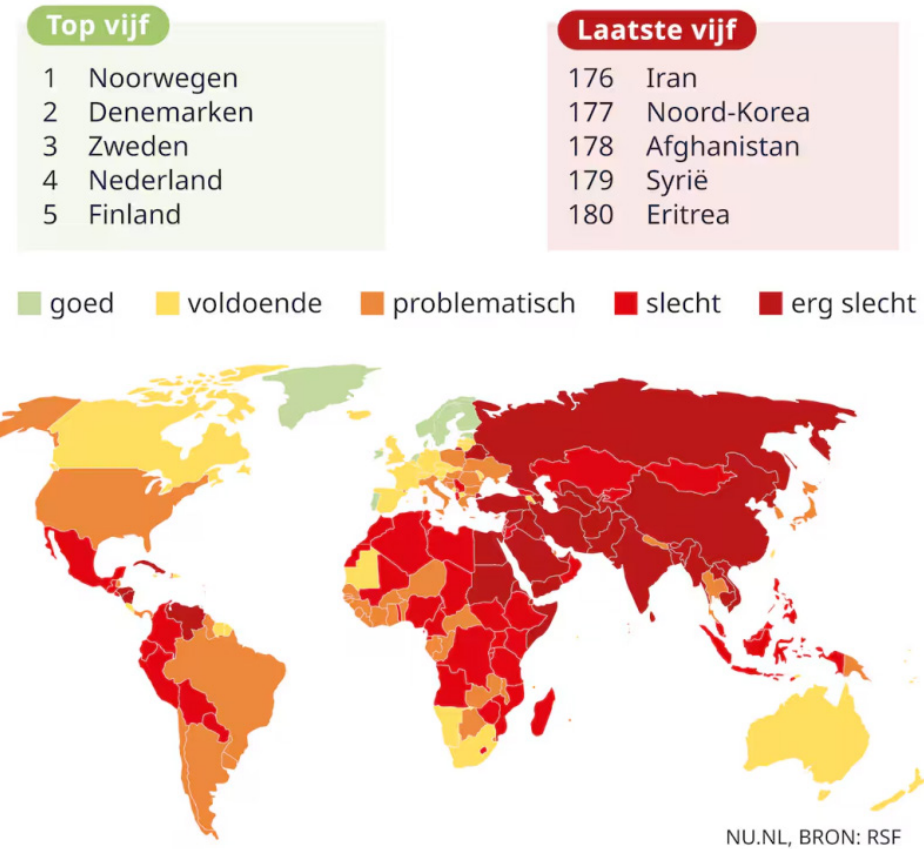 Top vijf
1 Noorwegen
2 Denemarken
3 Zweden
4 Nederland
5 Finland
Laatste vijf
176 Iran
177 Noord-Korea
178 Afghanistan
179 Syrië
180 Eritrea
goed voldoende problematisch slecht erg slecht
NU.NL, BRON: RSF